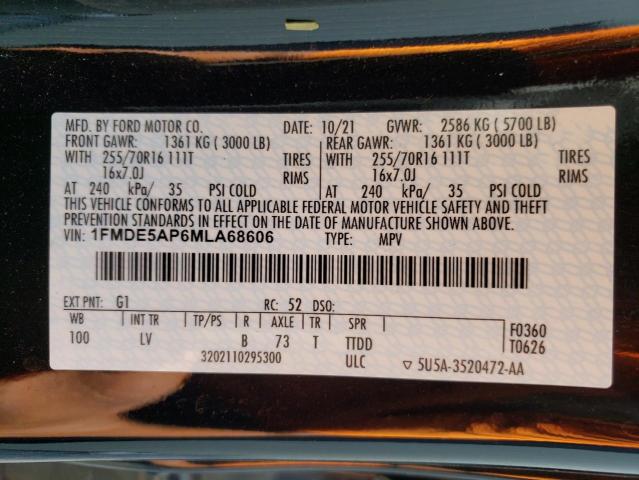 MFD. BY FORD MOTOR CO. DATE: 10/21 GVWR: 2586 KG ( 5700 LB)
FRONT GAWR: 1361 KG ( 3000 LB) REAR GAWR: 1361 KG ( 3000 LB)
WITH 255/70R16 111T TIRES WITH 255/70R16 111T TIRES
16x7.0J RIMS 16x7.0J RIMS
AT 240 kPa/ 35 PSI COLD AT 240 kPa/ 35 PSI COLD
THIS VEHICLE CONFORMS TO ALL APPLICABLE FEDERAL MOTOR VEHICLE SAFETY AND THEFT
PREVENTION STANDARDS IN EFFECT ON THE DATE OF MANUFACTURE SHOWN ABOVE.
VIN: 1FMDE5AP6MLA68606 TYPE: MPV
EXT PNT: G1 RC: 52 DSO:
WB INT TR TP/PS R AXLE TR SPR F0360
100 LV B 73 T TTDD T0626
3202110295300 ULC ▽ 5U5A-3520472-AA